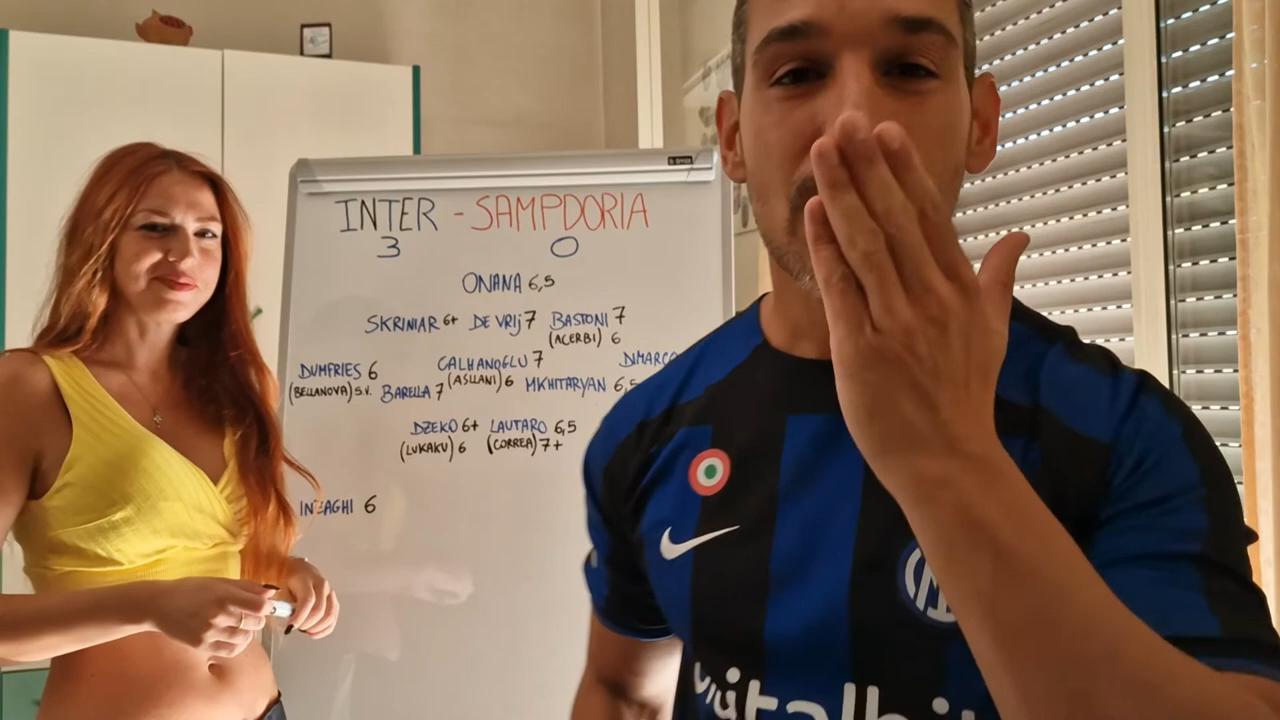 INTER - SAMPDORIA
3 0
ONANA 6,5
SKRINIAR 6+ DE VRIJ 7 BASTONI 7
(ACERBI) 6
DUMFRIES 6 CALHANOGLU 7 DIMARCO
(BELLANOVA) S.V. BARELLA 7 (ASLLANI) 6 MKHITARYAN 6,5
DZEKO 6+ LAUTARO 6,5
(LUKAKU) 6 (CORREA) 7+
INZAGHI 6